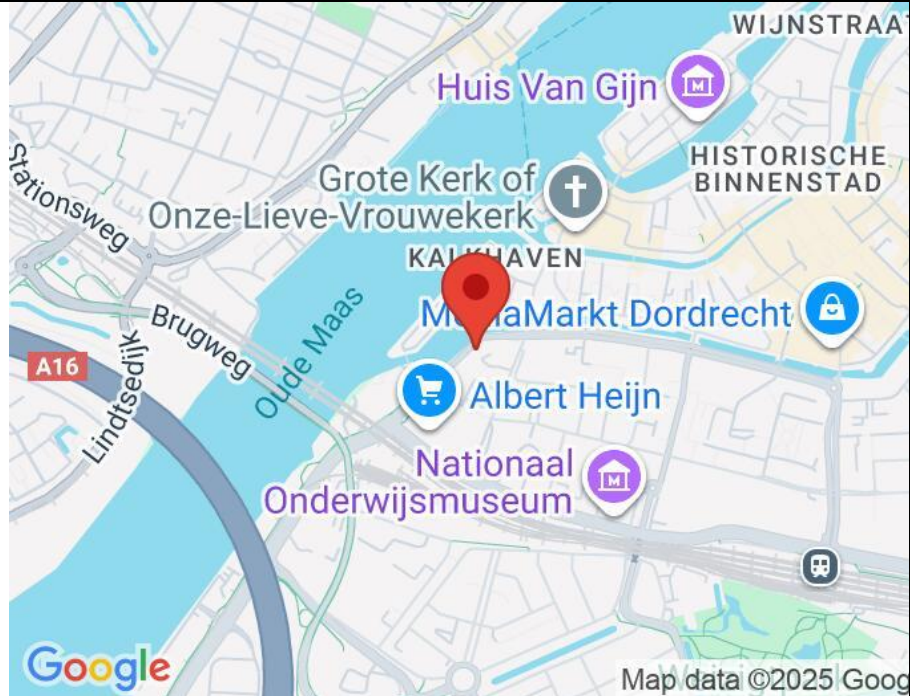 WIJNSTRAAT
Huis Van Gijn
HISTORISCHE
BINNENSTAD
Grote Kerk of
Onze-Lieve-Vrouwekerk
Stationsweg
KALKHAVEN
MediaMarkt Dordrecht
Brugweg
Oude Maas
A16
Lindtsedijk
Albert Heijn
Nationaal
Onderwijsmuseum
Google
Map data ©2025 Goog